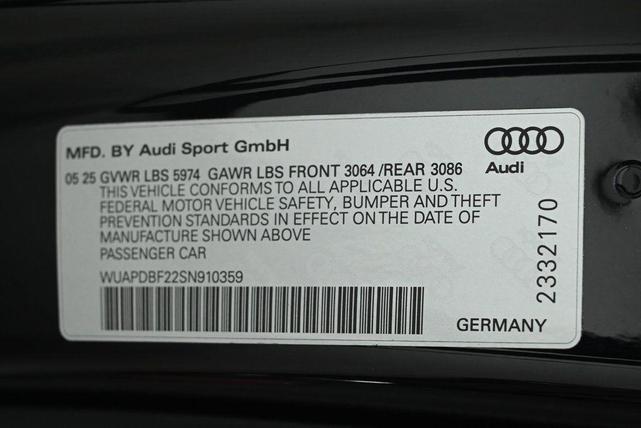 MFD. BY Audi Sport GmbH
Audi
05 25 GVWR LBS 5974 GAWR LBS FRONT 3064 /REAR 3086
THIS VEHICLE CONFORMS TO ALL APPLICABLE U.S.
FEDERAL MOTOR VEHICLE SAFETY, BUMPER AND THEFT
PREVENTION STANDARDS IN EFFECT ON THE DATE OF
MANUFACTURE SHOWN ABOVE
PASSENGER CAR
WUAPDBF22SN910359
2332170
GERMANY